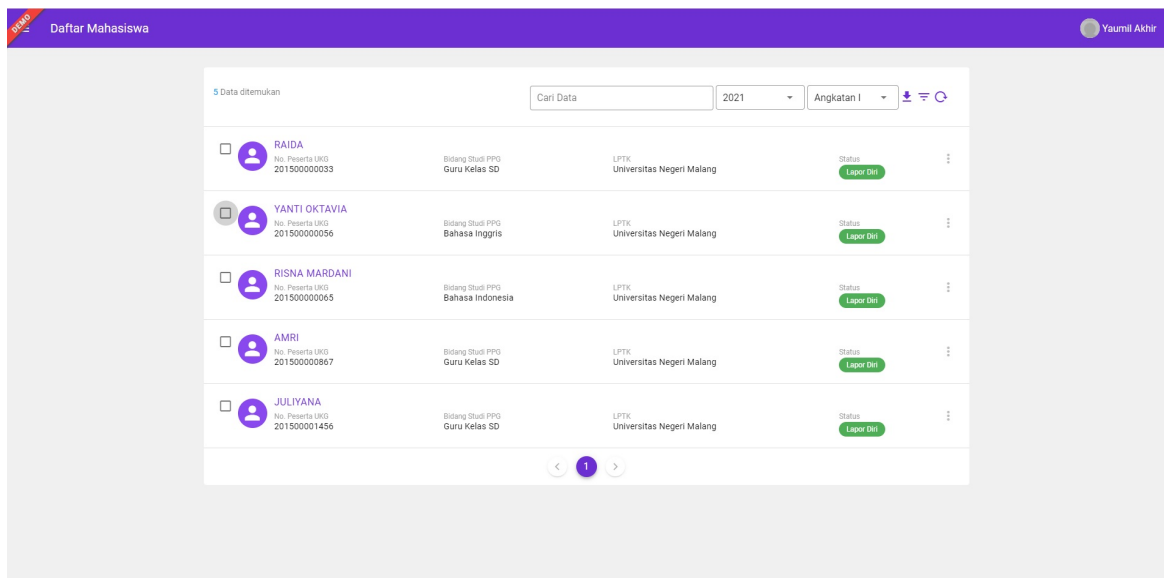 DEMO
Daftar Mahasiswa
Yaumil Akhir
5 Data ditemukan
Cari Data
2021
Angkatan I
RAIDA
No. Peserta UKG Bidang Studi PPG LPTK Status
201500000033 Guru Kelas SD Universitas Negeri Malang Lapor Diri
YANTI OKTAVIA
No. Peserta UKG Bidang Studi PPG LPTK Status
201500000056 Bahasa Inggris Universitas Negeri Malang Lapor Diri
RISNA MARDANI
No. Peserta UKG Bidang Studi PPG LPTK Status
201500000065 Bahasa Indonesia Universitas Negeri Malang Lapor Diri
AMRI
No. Peserta UKG Bidang Studi PPG LPTK Status
201500000867 Guru Kelas SD Universitas Negeri Malang Lapor Diri
JULIYANA
No. Peserta UKG Bidang Studi PPG LPTK Status
201500001456 Guru Kelas SD Universitas Negeri Malang Lapor Diri
1